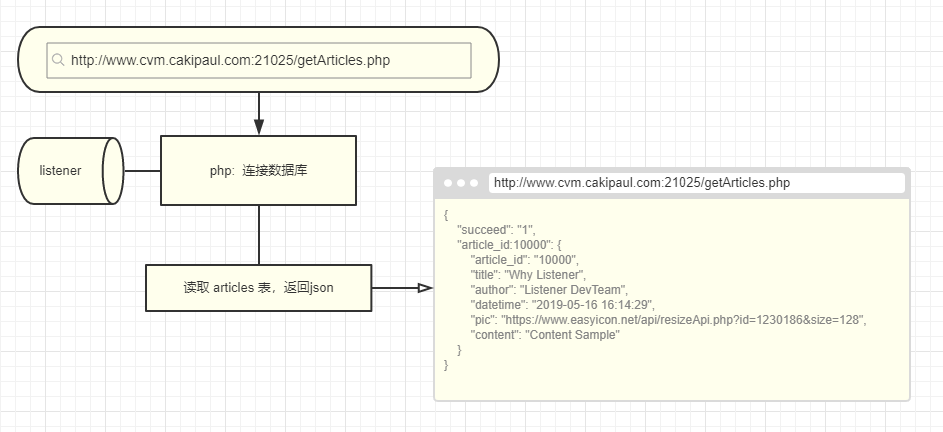 http://www.cvm.cakipaul.com:21025/getArticles.php
listener
php: 连接数据库
读取 articles 表，返回json
http://www.cvm.cakipaul.com:21025/getArticles.php
{
"succeed": "1",
"article_id:10000": {
"article_id": "10000",
"title": "Why Listener",
"author": "Listener DevTeam",
"datetime": "2019-05-16 16:14:29",
"pic": "https://www.easyicon.net/api/resizeApi.php?id=1230186&size=128",
"content": "Content Sample"
}
}